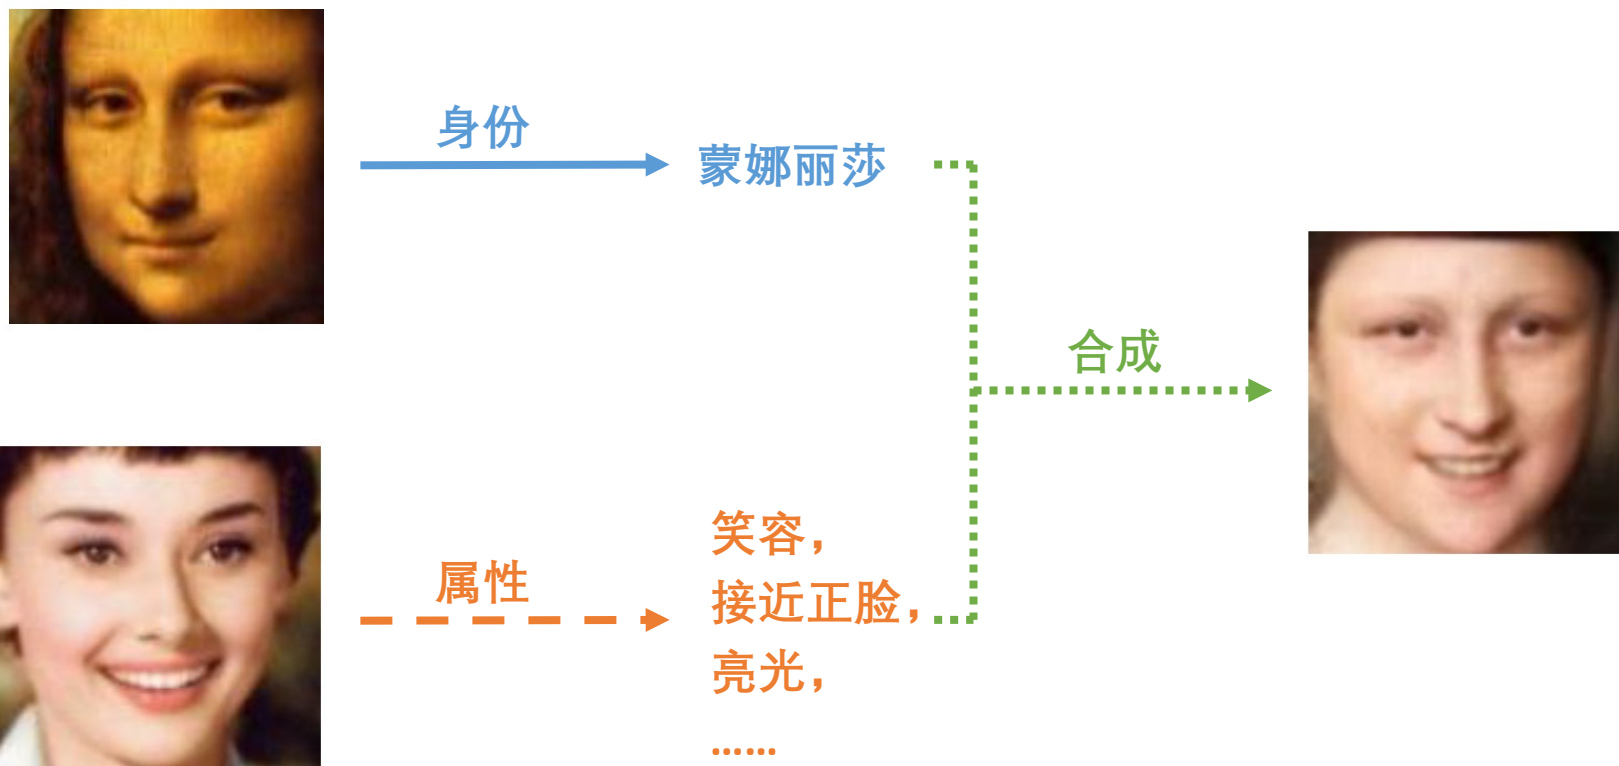 身份
蒙娜丽莎
合成
属性
笑容，
接近正脸，
亮光，
……